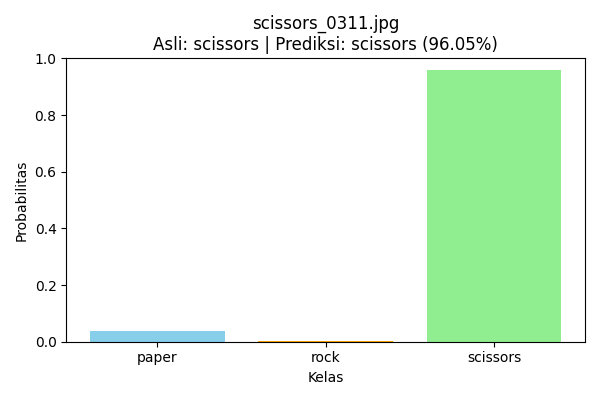 scissors_0311.jpg
Asli: scissors | Prediksi: scissors (96.05%)
1.0
0.8
0.6
0.4
0.2
0.0
Probabilitas
paper rock scissors
Kelas